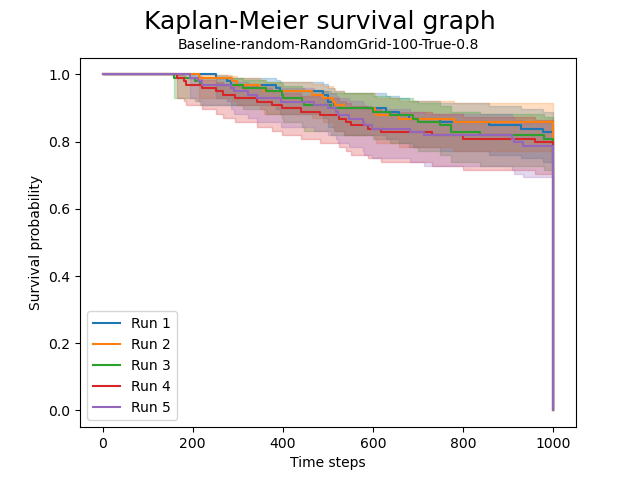 Kaplan-Meier survival graph
Baseline-random-RandomGrid-100-True-0.8
1.0
0.8
0.6
0.4
0.2
0.0
Survival probability
Run 1
Run 2
Run 3
Run 4
Run 5
0 200 400 600 800 1000
Time steps